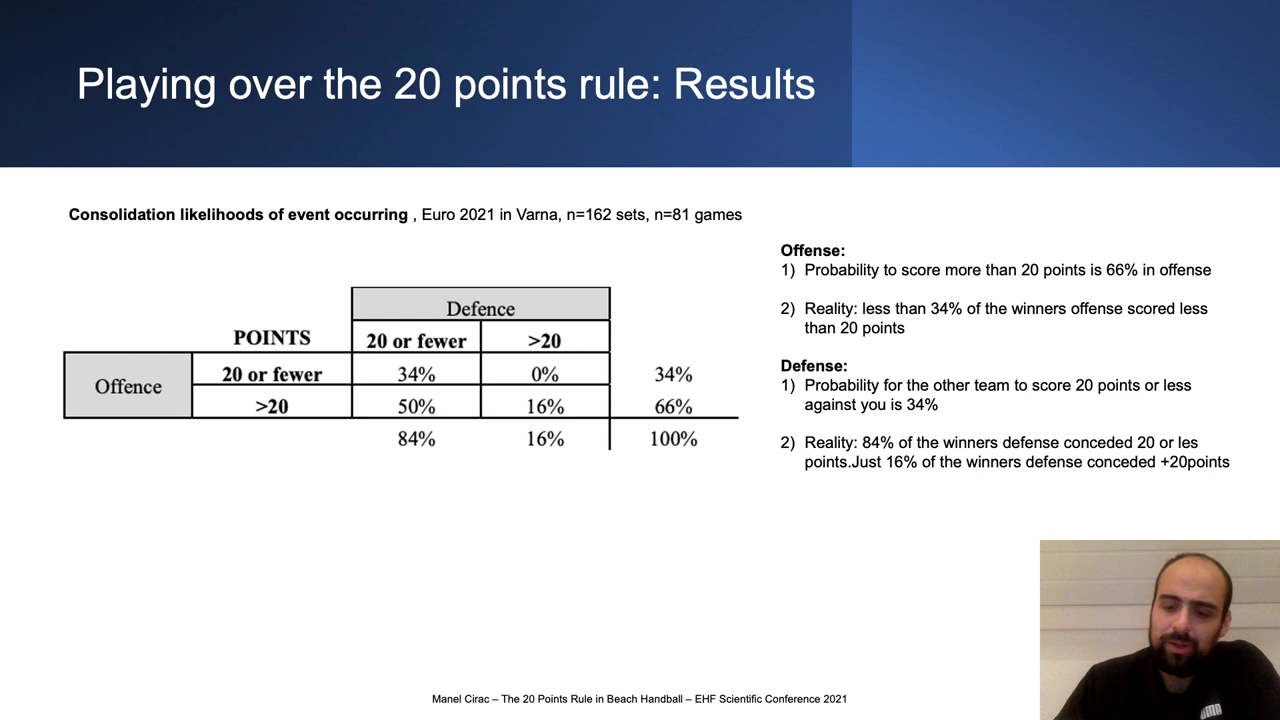 Playing over the 20 points rule: Results
Consolidation likelihoods of event occurring , Euro 2021 in Varna, n=162 sets, n=81 games
Defence
POINTS 20 or fewer >20
Offence 20 or fewer 34% 0% 34%
>20 50% 16% 66%
84% 16% 100%
Offense:
1) Probability to score more than 20 points is 66% in offense
2) Reality: less than 34% of the winners offense scored less
than 20 points
Defense:
1) Probability for the other team to score 20 points or less
against you is 34%
2) Reality: 84% of the winners defense conceded 20 or les
points.Just 16% of the winners defense conceded +20points
Manel Cirac – The 20 Points Rule in Beach Handball – EHF Scientific Conference 2021